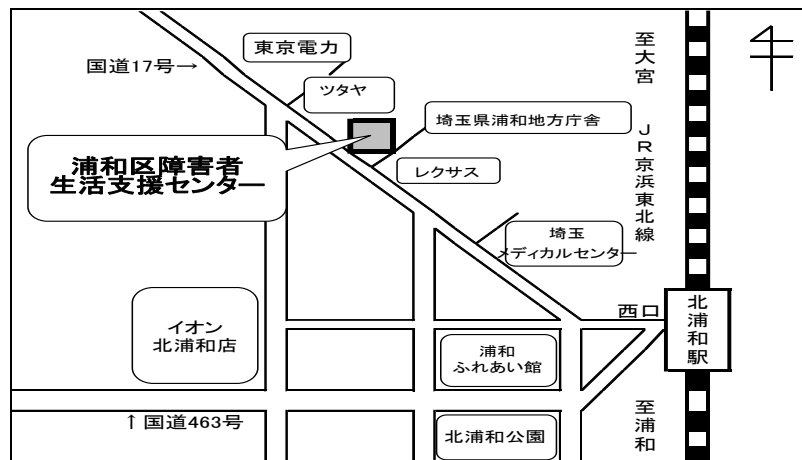 東京電力
国道17号→
ツタヤ
埼玉県浦和地方庁舎
浦和区障害者
生活支援センター
レクサス
埼玉
メディカルセンター
至大宮
JR京浜東北線
西口
北浦和駅
イオン
北浦和店
浦和
ふれあい館
↑国道463号
北浦和公園
至浦和